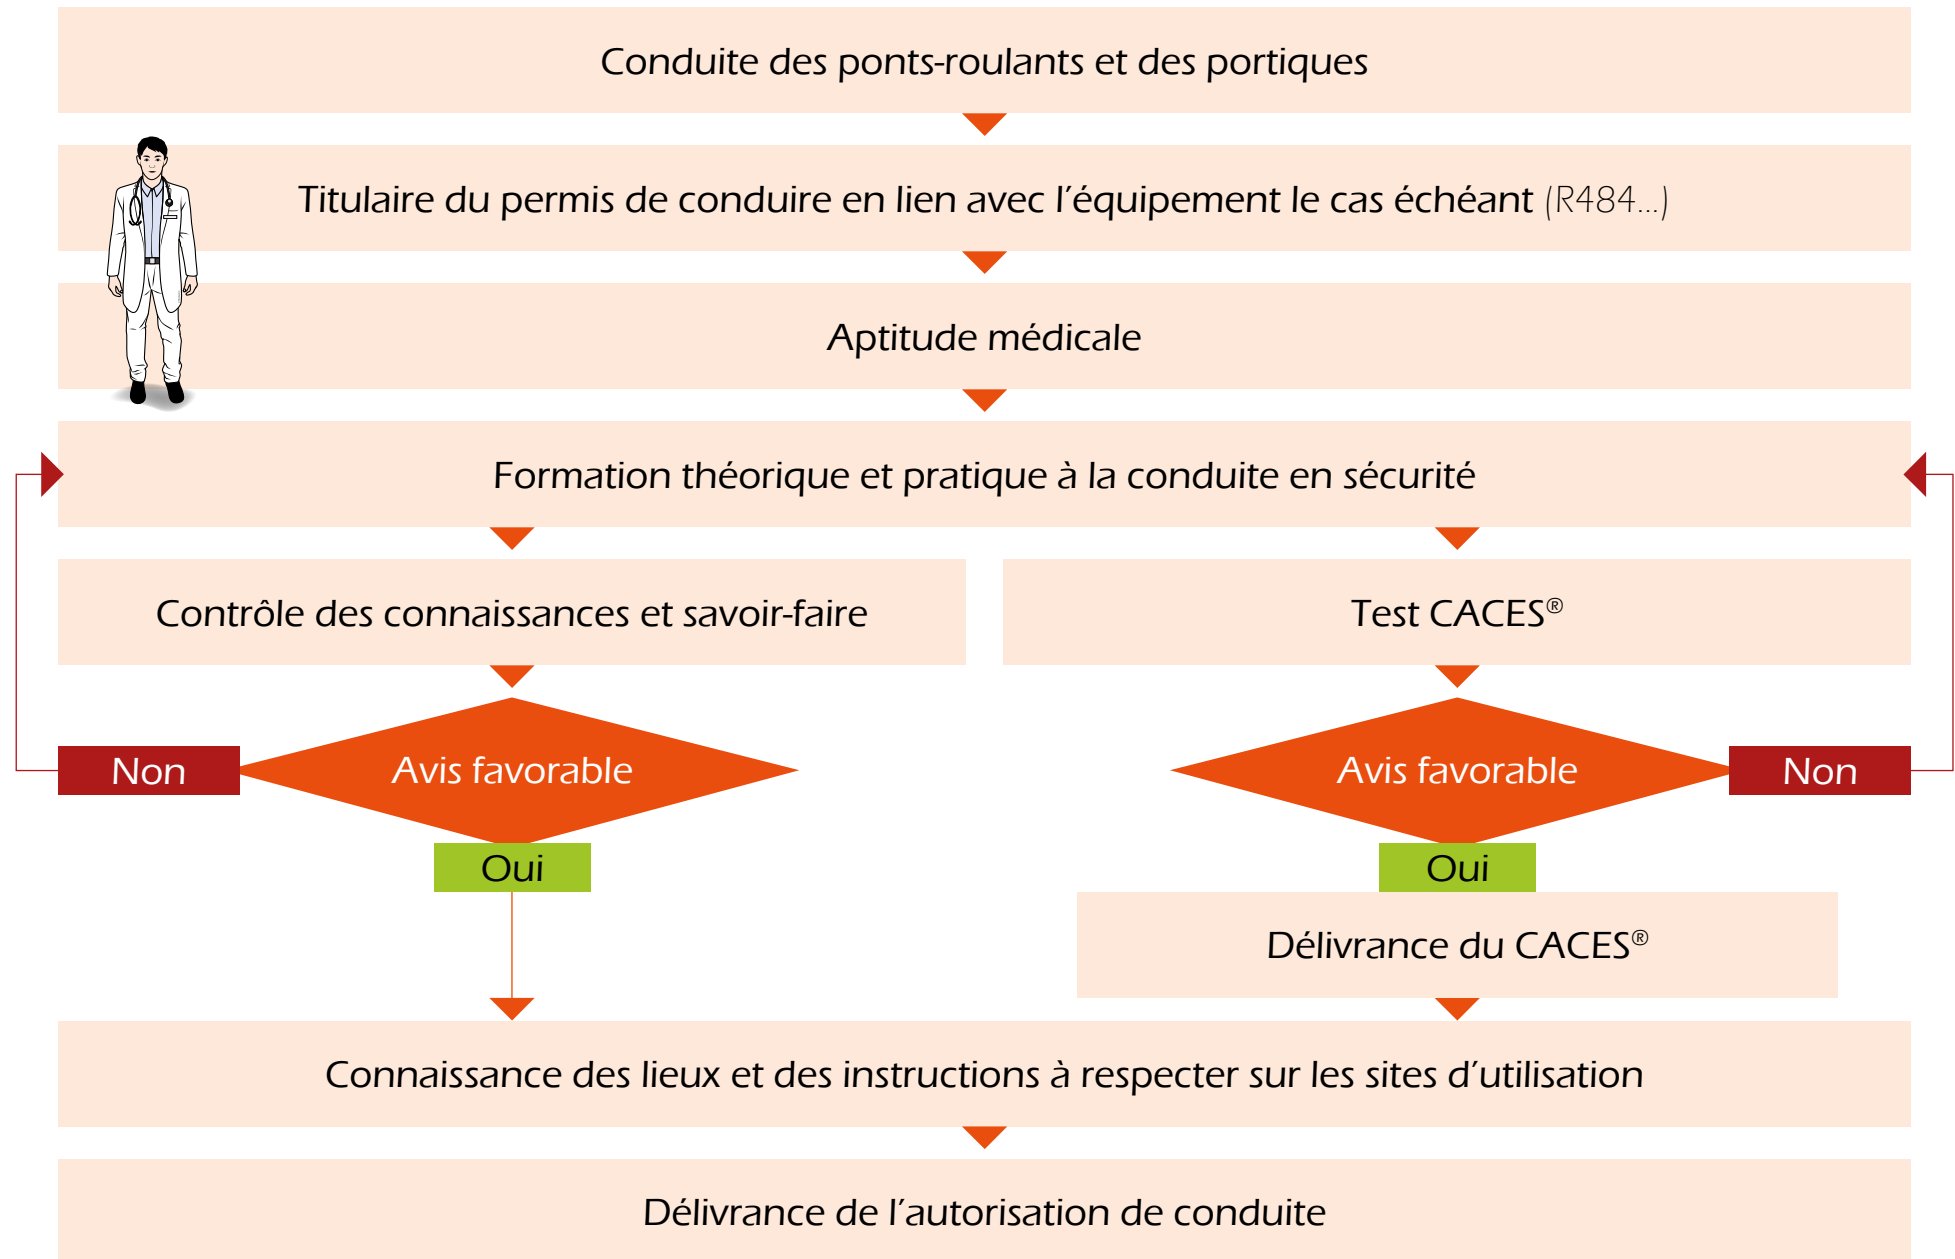 Conduite des ponts-roulants et des portiques
Titulaire du permis de conduire en lien avec l’équipement le cas échéant (R484...)
Aptitude médicale
Formation théorique et pratique à la conduite en sécurité
Contrôle des connaissances et savoir-faire
Test CACES®
Non
Avis favorable
Avis favorable
Non
Oui
Oui
Délivrance du CACES®
Connaissance des lieux et des instructions à respecter sur les sites d’utilisation
Délivrance de l’autorisation de conduite